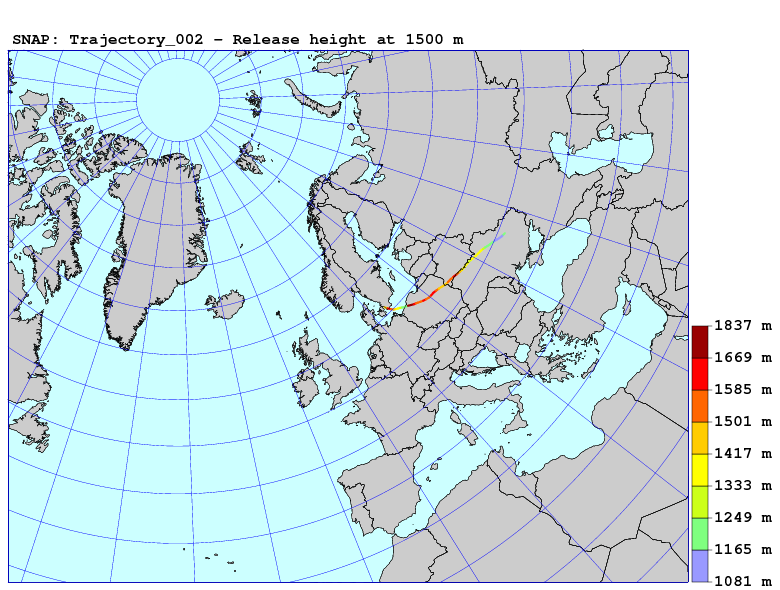 SNAP: Trajectory_002 – Release height at 1500 m
1837 m
1669 m
1585 m
1501 m
1417 m
1333 m
1249 m
1165 m
1081 m